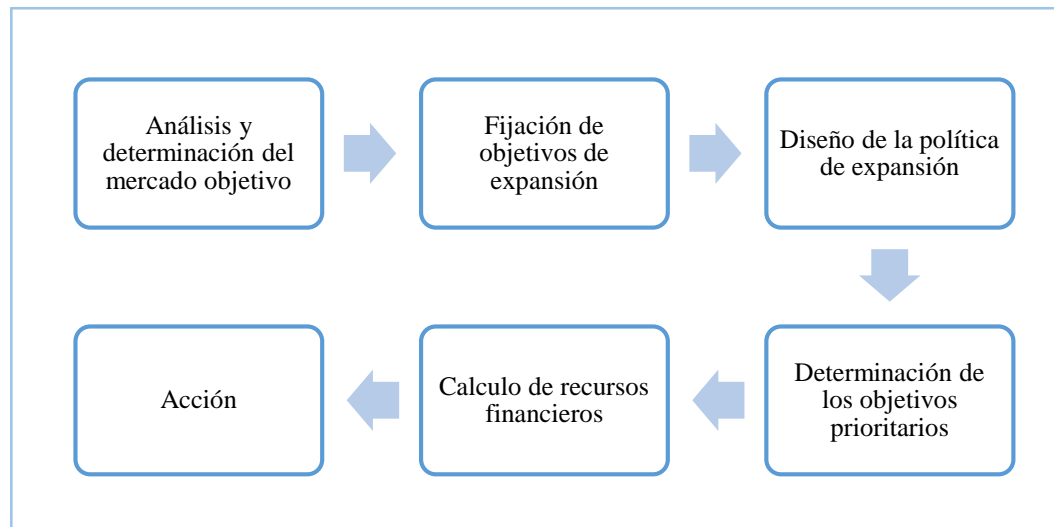 Análisis y
determinación del
mercado objetivo
Fijación de
objetivos de
expansión
Diseño de la política
de expansión
Determinación de
los objetivos
prioritarios
Calculo de recursos
financieros
Acción